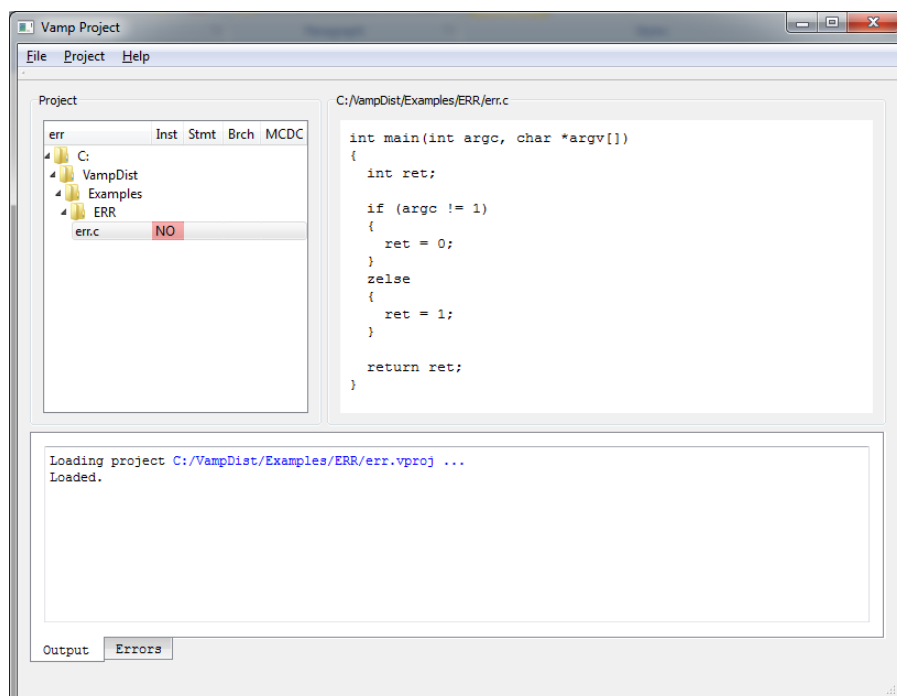 Vamp Project
File Project Help
Project
err Inst Stmt Brch MCDC
C:
VampDist
Examples
ERR
err.c NO
C:/VampDist/Examples/ERR/err.c
int main(int argc, char *argv[])
{
int ret;
if (argc != 1)
{
ret = 0;
}
zelse
{
ret = 1;
}
return ret;
}
Loading project C:/VampDist/Examples/ERR/err.vproj ...
Loaded.
Output Errors